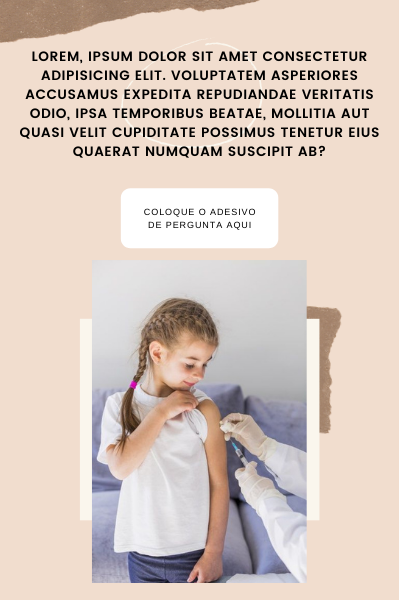 LOREM, IPSUM DOLOR SIT AMET CONSECTETUR
ADIPISICING ELIT. VOLUPTATEM ASPERIORES
ACCUSAMUS EXPEDITA REPUDIANDAE VERITATIS
ODIO, IPSA TEMPORIBUS BEATAE, MOLLITIA AUT
QUASI VELIT CUPIDITATE POSSIMUS TENETUR EIUS
QUAERAT NUMQUAM SUSCIPIT AB?
COLOQUE O ADESIVO
DE PERGUNTA AQUI